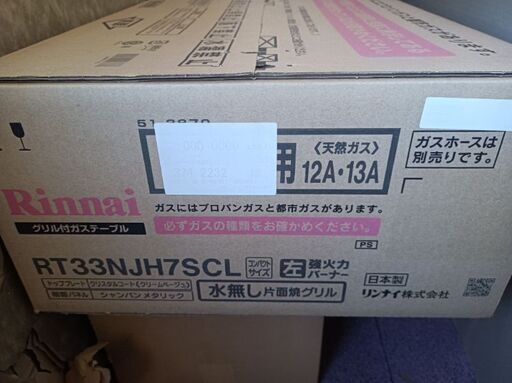 51-3870
用
〈天然ガス〉
12A・13A
ガスホースは
別売りです。
Rinnai
グリル付ガステーブル
ガスにはプロパンガスと都市ガスがあります。
必ずガスの種類をお確かめください。
PS
RT33NJH7SCL
コンパクト
サイズ
左
強火力
バーナー
日本製
リンナイ株式会社
トッププレート クリスタルコート(クリームベージュ)
シャンパンメタリック
水無し片面焼グリル